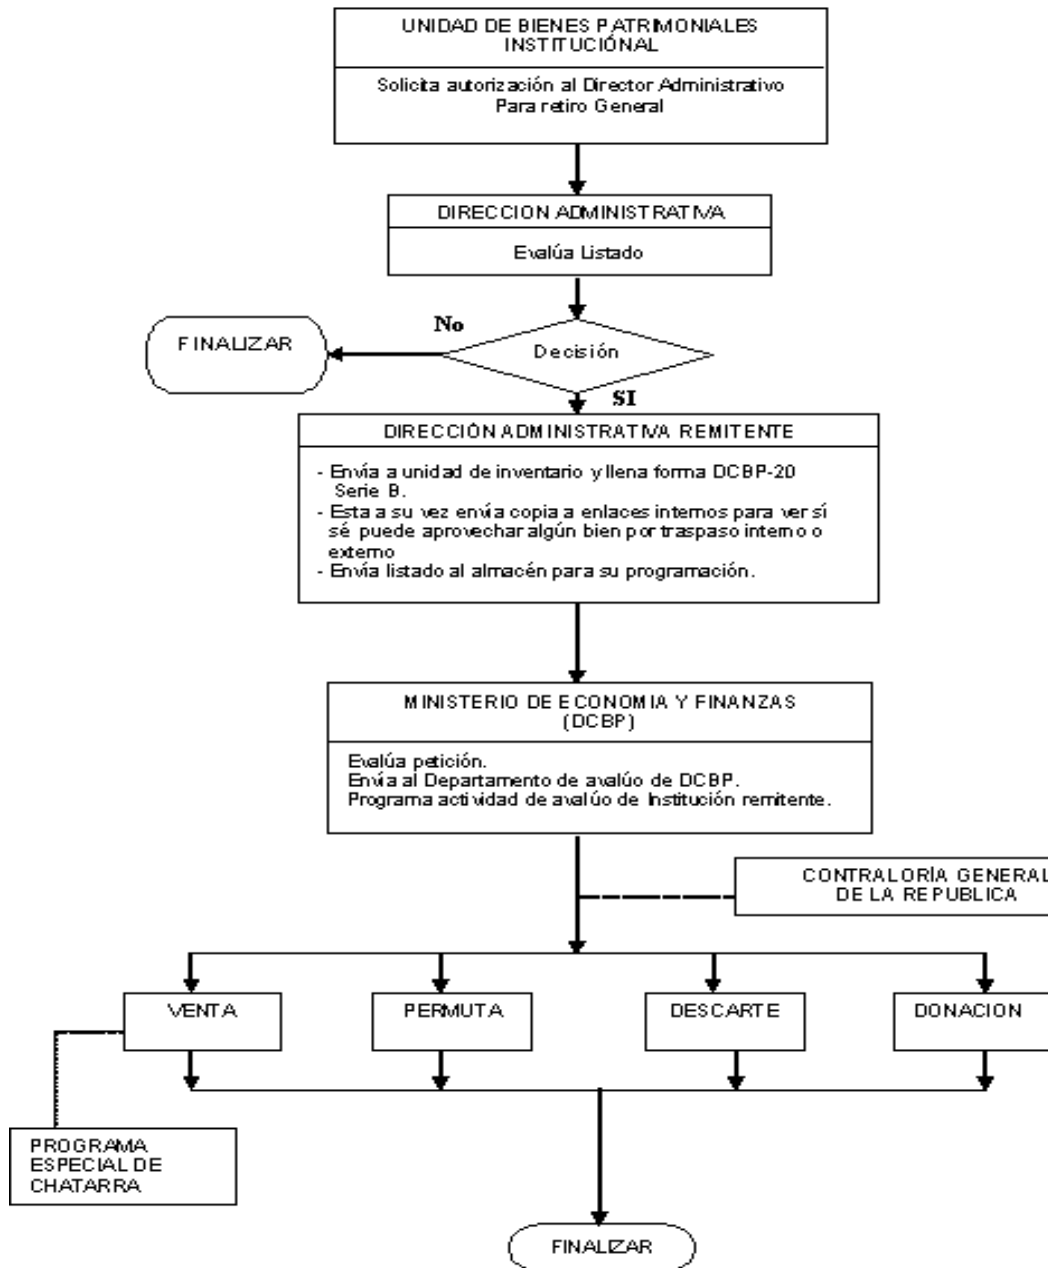 UNIDAD DE BIENES PATRIMONIALES
INSTITUCIÓNAL
Solicita autorización al Director Administrativo
Para retiro General
DIRECCION ADMINISTRATIVA
Evalúa Listado
No
FINALIZAR
Decisión
SI
DIRECCIÓN ADMINISTRATIVA REMITENTE
- Envía a unidad de inventario y llena forma DCBP-20
Serie B.
- Esta a su vez envía copia a enlaces internos para ver sí
sé puede aprovechar algún bien por traspaso interno o
externo
- Envía listado al almacén para su programación.
MINISTERIO DE ECONOMIA Y FINANZAS
(DCBP)
Evalúa petición.
Envía al Departamento de avalúo de DCBP.
Programa actividad de avalúo de Institución remitente.
CONTRALORÍA GENERAL
DE LA REPUBLICA
VENTA
PERMUTA
DESCARTE
DONACION
PROGRAMA
ESPECIAL DE
CHATARRA
FINALIZAR